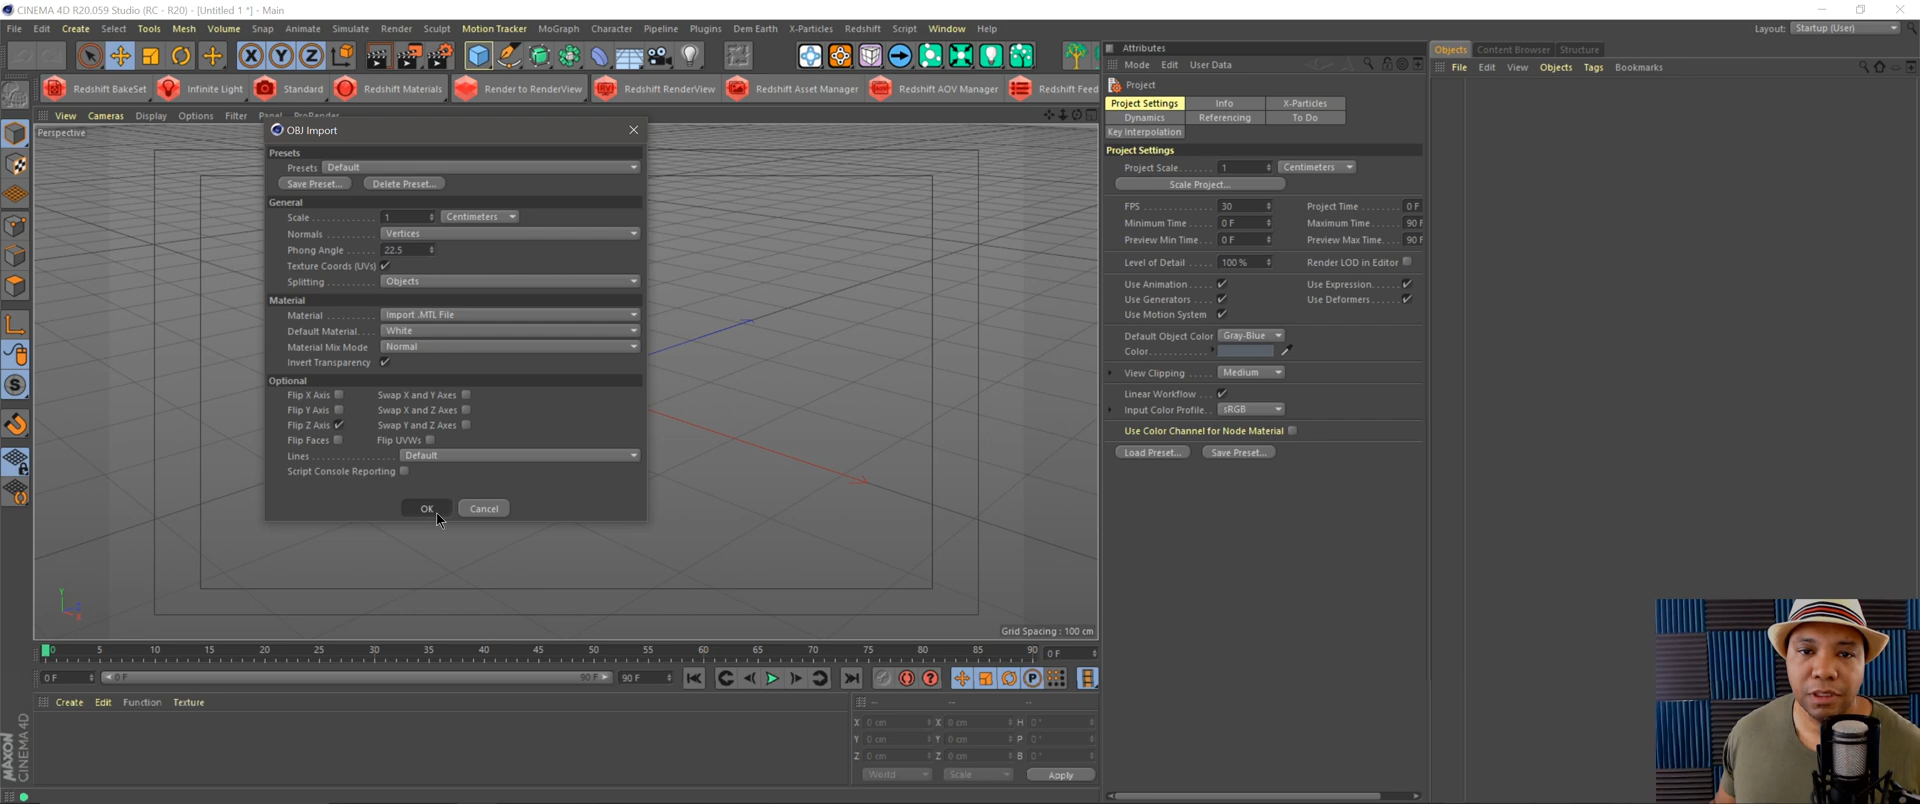 CINEMA 4D R20.059 Studio (RC - R20) - [Untitled 1 *] - Main
File Edit Create Select Tools Mesh Volume Snap Animate Simulate Render Sculpt Motion Tracker MoGraph Character Pipeline Plugins Dem Earth X-Particles Redshift Script Window Help Layout: Startup (User)
Redshift BakeSet Infinite Light Standard Redshift Materials Render to RenderView Redshift RenderView Redshift Asset Manager Redshift AOV Manager Redshift Feed
View Cameras Display Options Filter Panel ProRender
Perspective
OBJ Import
Presets
Presets Default
Save Preset... Delete Preset...
General
Scale 1 Centimeters
Normals Vertices
Phong Angle 22.5
Texture Coords (UVs)
Splitting Objects
Material
Material Import .MTL File
Default Material White
Material Mix Mode Normal
Invert Transparency
Optional
Flip X Axis Swap X and Y Axes
Flip Y Axis Swap X and Z Axes
Flip Z Axis Swap Y and Z Axes
Flip Faces Flip UVWs
Lines Default
Script Console Reporting
OK Cancel
Y
Z
X
Grid Spacing : 100 cm
0 5 10 15 20 25 30 35 40 45 50 55 60 65 70 75 80 85 90 0 F
0 F 0 F 90 F 90 F
Create Edit Function Texture
-- -- --
X 0 cm X 0 cm H 0 °
Y 0 cm Y 0 cm P 0 °
Z 0 cm Z 0 cm B 0 °
World Scale Apply
MAXON
CINEMA 4D
Attributes
Mode Edit User Data
Project
Project Settings Info X-Particles
Dynamics Referencing To Do
Key Interpolation
Project Settings
Project Scale 1 Centimeters
Scale Project...
FPS 30 Project Time 0 F
Minimum Time 0 F Maximum Time 90 F
Preview Min Time 0 F Preview Max Time 90 F
Level of Detail 100 % Render LOD in Editor
Use Animation Use Expression
Use Generators Use Deformers
Use Motion System
Default Object Color Gray-Blue
Color
View Clipping Medium
Linear Workflow
Input Color Profile sRGB
Use Color Channel for Node Material
Load Preset... Save Preset...
Objects Content Browser Structure
File Edit View Objects Tags Bookmarks